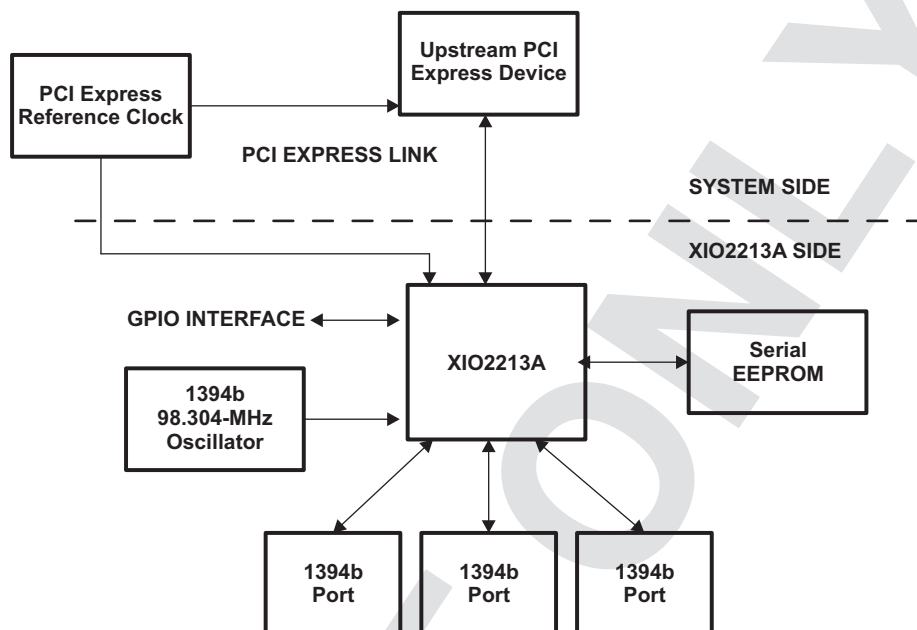 Upstream PCI
Express Device
PCI Express
Reference Clock
PCI EXPRESS LINK
SYSTEM SIDE
XIO2213A SIDE
GPIO INTERFACE
XIO2213A
Serial
EEPROM
1394b
98.304-MHz
Oscillator
1394b
Port
1394b
Port
1394b
Port
ONLY